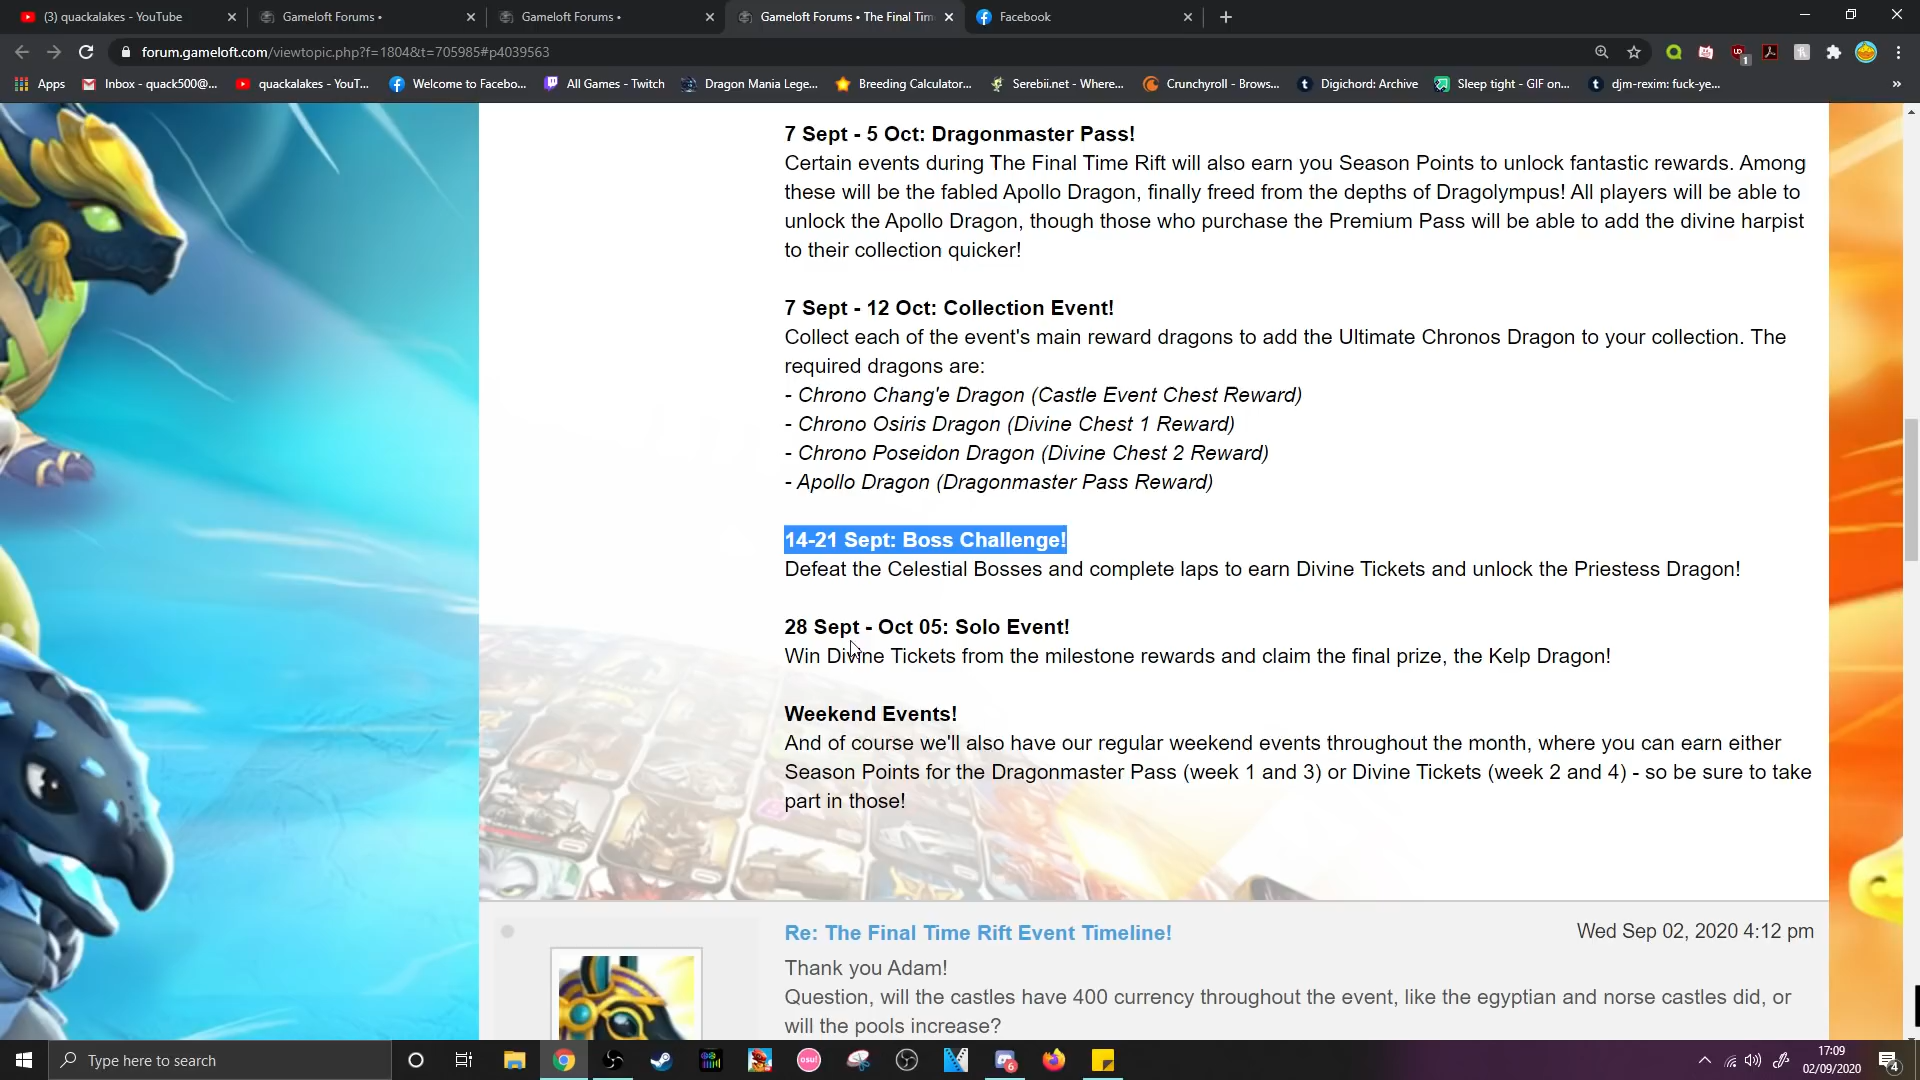 (3) quackalakes - YouTube
Gameloft Forums •
Gameloft Forums •
Gameloft Forums • The Final Tim
Facebook
forum.gameloft.com/viewtopic.php?f=1804&t=705985#p4039563
Apps
Inbox - quack500@...
quackalakes - YouT...
Welcome to Facebo...
All Games - Twitch
Dragon Mania Lege...
Breeding Calculator...
Serebii.net - Where...
Crunchyroll - Brows...
Digichord: Archive
Sleep tight - GIF on...
djm-rexim: fuck-ye...
7 Sept - 5 Oct: Dragonmaster Pass!
Certain events during The Final Time Rift will also earn you Season Points to unlock fantastic rewards. Among
these will be the fabled Apollo Dragon, finally freed from the depths of Dragolympus! All players will be able to
unlock the Apollo Dragon, though those who purchase the Premium Pass will be able to add the divine harpist
to their collection quicker!
7 Sept - 12 Oct: Collection Event!
Collect each of the event's main reward dragons to add the Ultimate Chronos Dragon to your collection. The
required dragons are:
- Chrono Chang'e Dragon (Castle Event Chest Reward)
- Chrono Osiris Dragon (Divine Chest 1 Reward)
- Chrono Poseidon Dragon (Divine Chest 2 Reward)
- Apollo Dragon (Dragonmaster Pass Reward)
14-21 Sept: Boss Challenge!
Defeat the Celestial Bosses and complete laps to earn Divine Tickets and unlock the Priestess Dragon!
28 Sept - Oct 05: Solo Event!
Win Divine Tickets from the milestone rewards and claim the final prize, the Kelp Dragon!
Weekend Events!
And of course we'll also have our regular weekend events throughout the month, where you can earn either
Season Points for the Dragonmaster Pass (week 1 and 3) or Divine Tickets (week 2 and 4) - so be sure to take
part in those!
Re: The Final Time Rift Event Timeline!
Wed Sep 02, 2020 4:12 pm
Thank you Adam!
Question, will the castles have 400 currency throughout the event, like the egyptian and norse castles did, or
will the pools increase?
Type here to search
osu!
6
17:09
02/09/2020
4